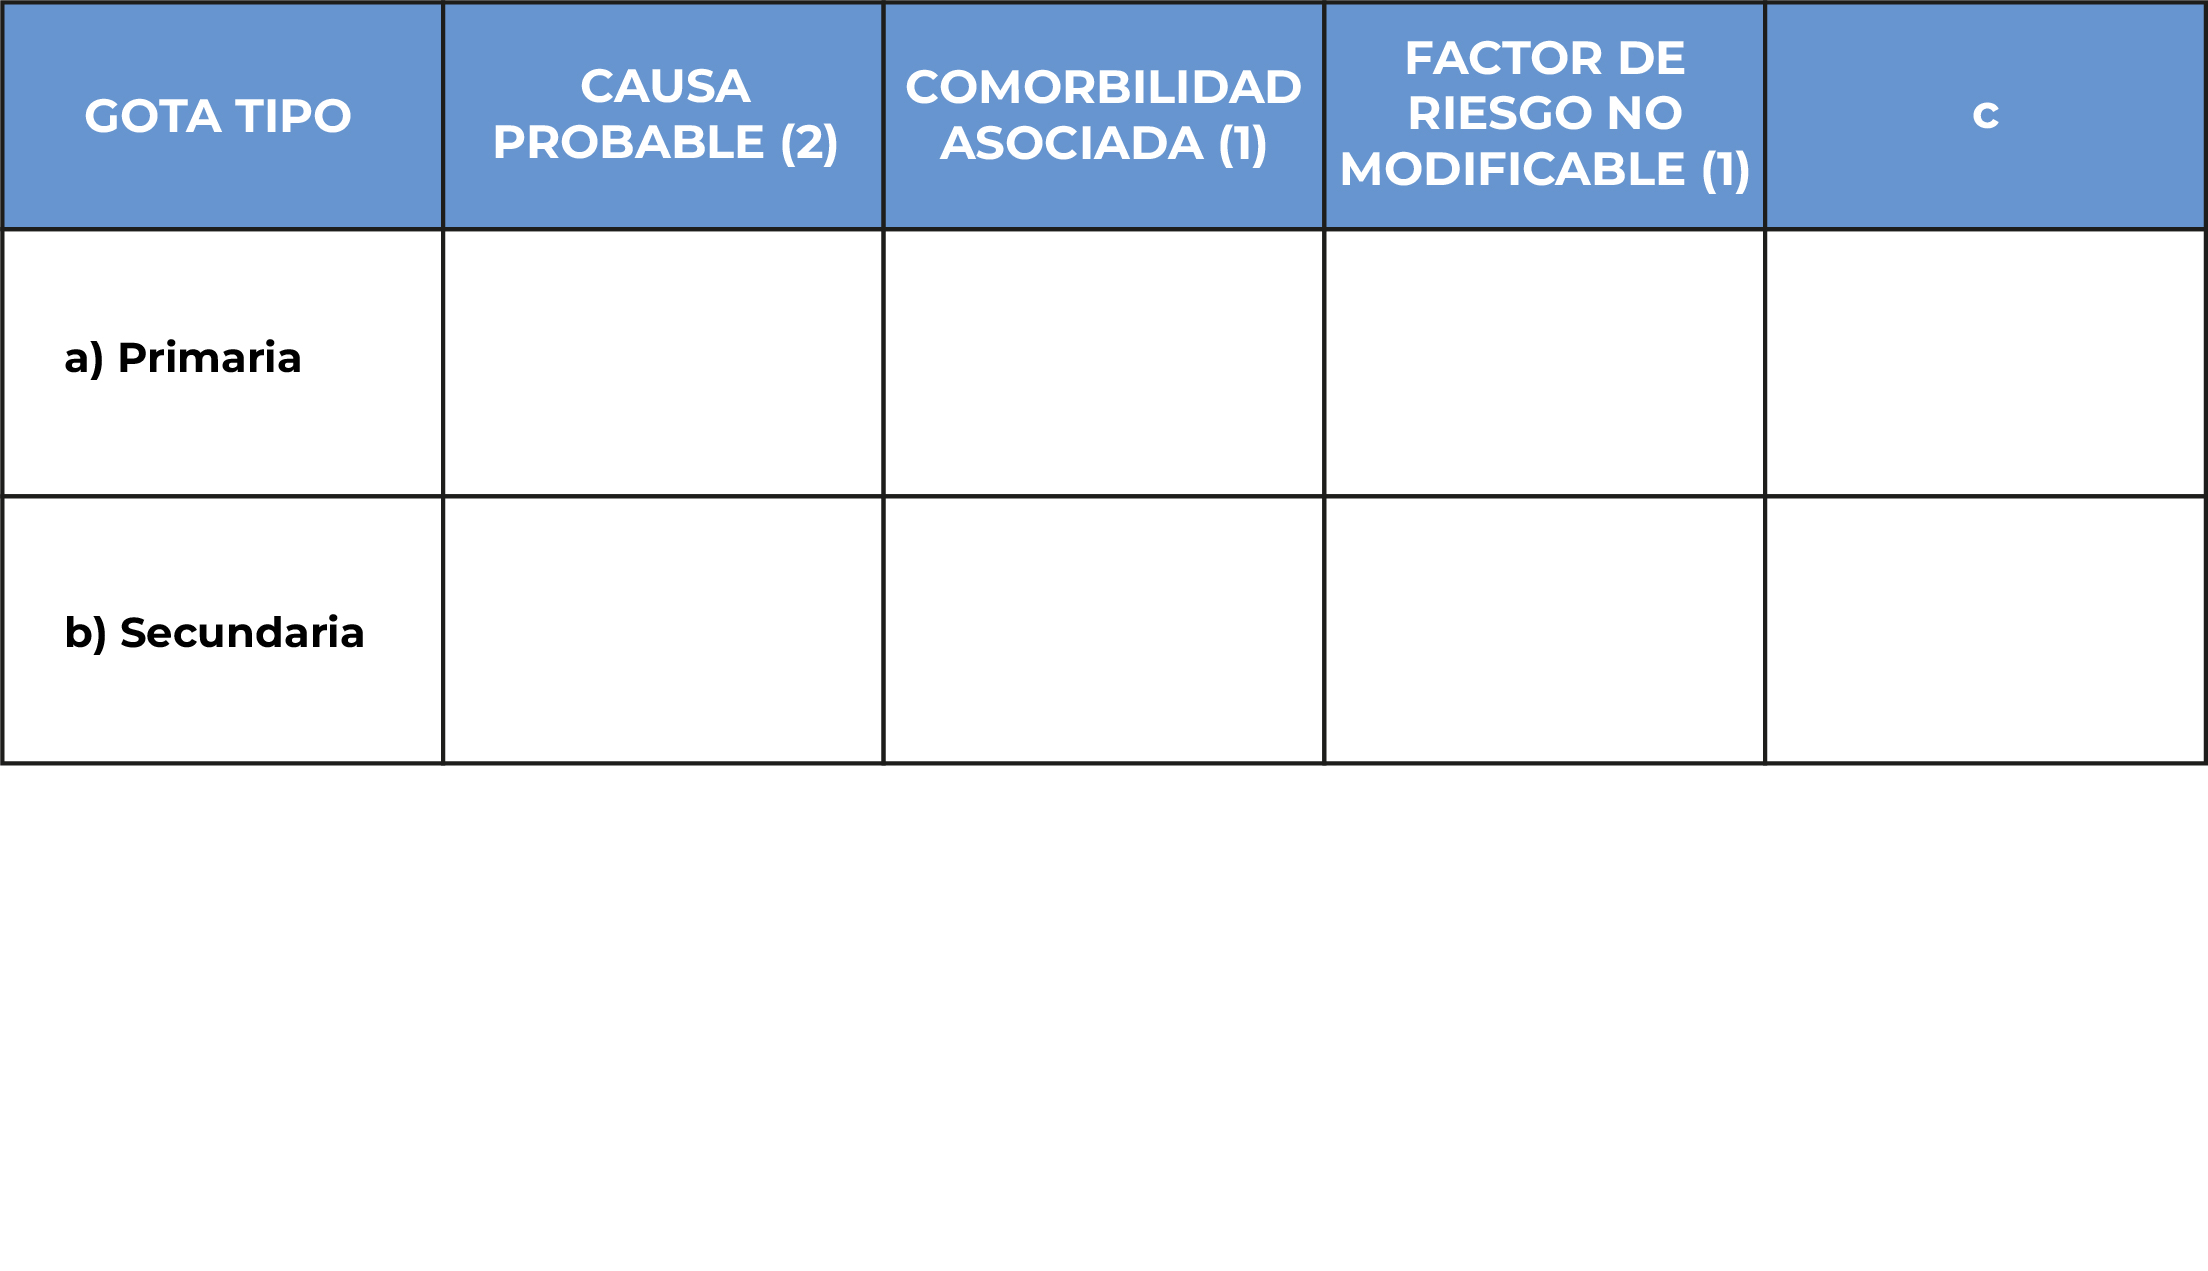 GOTA TIPO
CAUSA
PROBABLE (2)
COMORBILIDAD
ASOCIADA (1)
FACTOR DE
RIESGO NO
MODIFICABLE (1)
c
a) Primaria
b) Secundaria